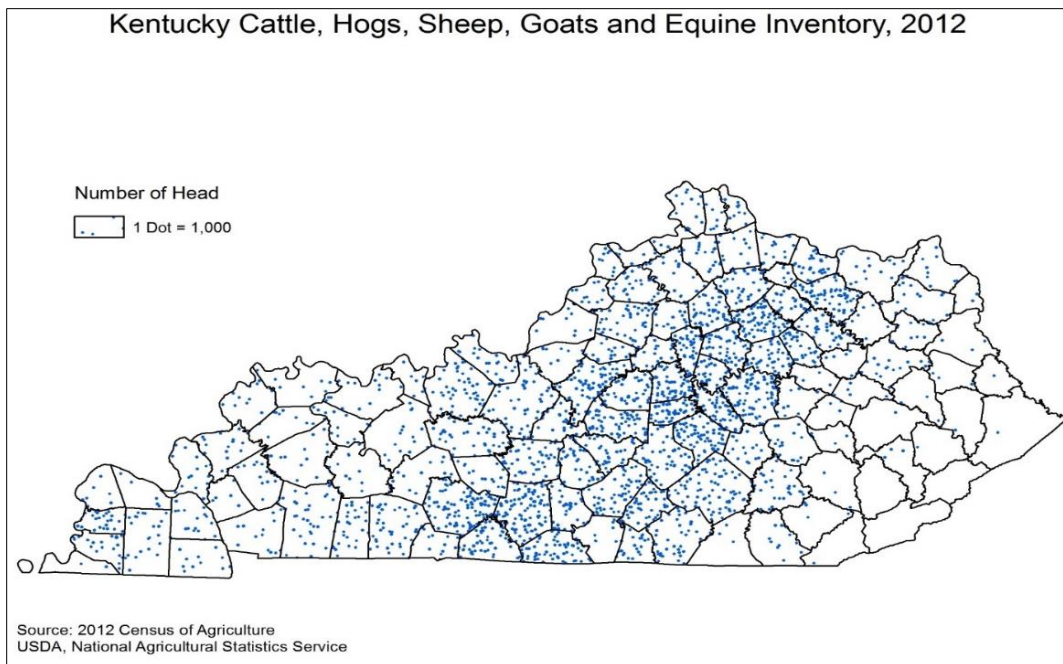 Kentucky Cattle, Hogs, Sheep, Goats and Equine Inventory, 2012
Number of Head
1 Dot = 1,000
Source: 2012 Census of Agriculture
USDA, National Agricultural Statistics Service